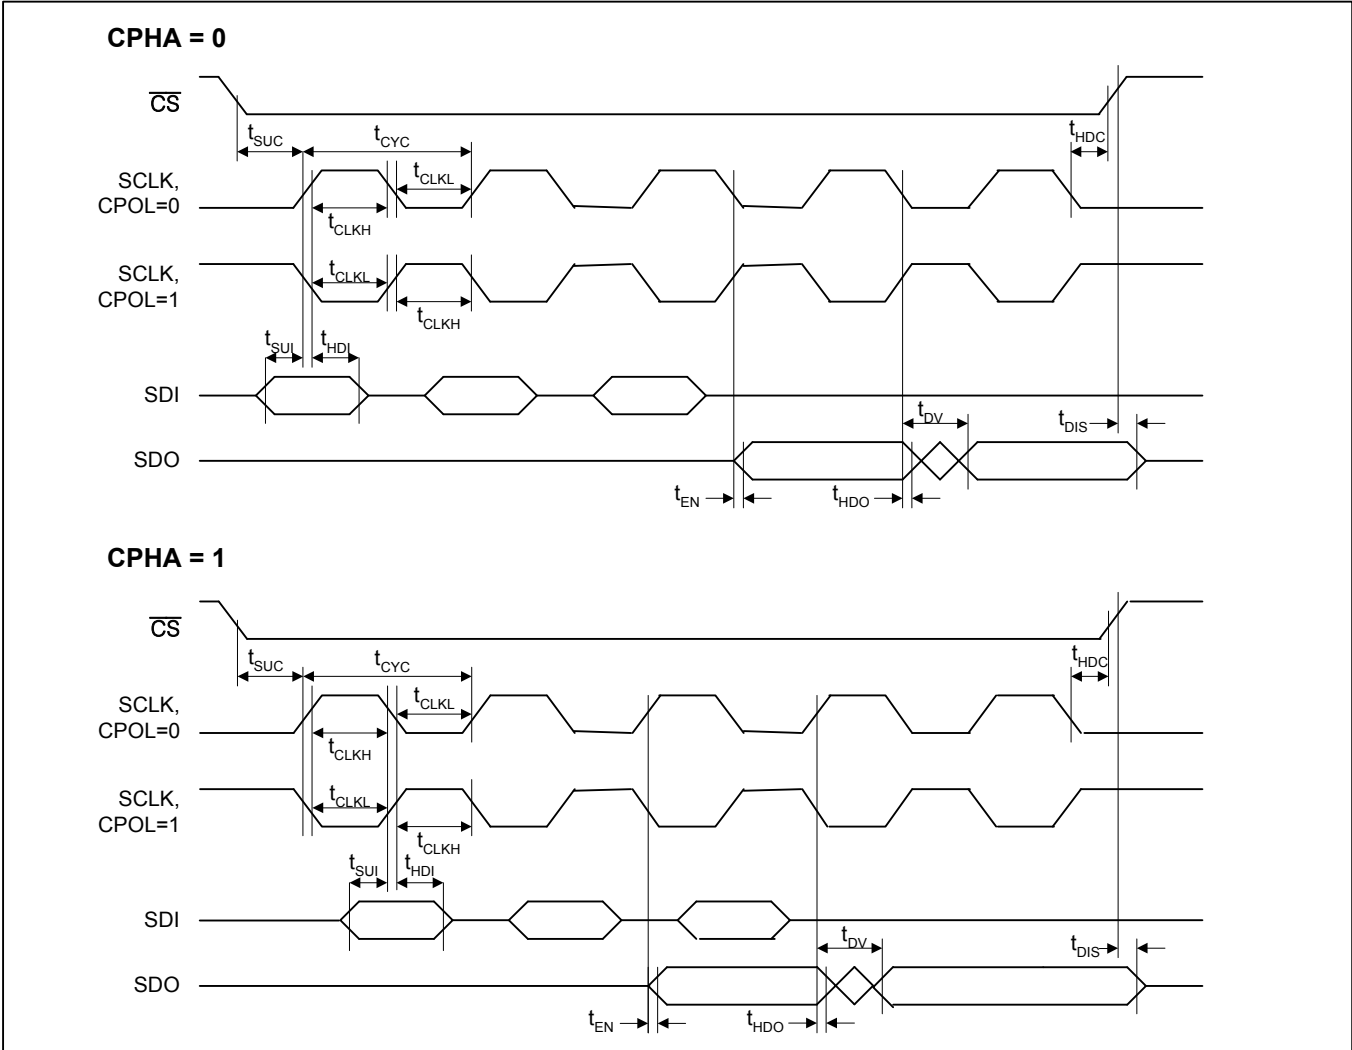 CPHA = 0
CS
tSUC
tCYC
tHDC
SCLK,
CPOL=0
tCLKL
tCLKH
SCLK,
CPOL=1
tCLKL
tCLKH
tSUI
tHDI
SDI
tDV
tDIS
SDO
tEN
tHDO
CPHA = 1
CS
tSUC
tCYC
tHDC
SCLK,
CPOL=0
tCLKL
tCLKH
SCLK,
CPOL=1
tCLKL
tCLKH
tSUI
tHDI
SDI
tDV
tDIS
SDO
tEN
tHDO